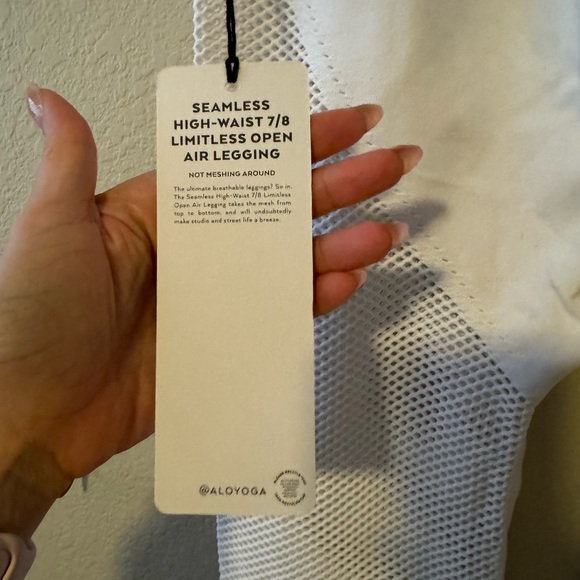 SEAMLESS
HIGH-WAIST 7/8
LIMITLESS OPEN
AIR LEGGING
NOT MESHING AROUND
The ultimate breathable leggings? So in.
The Seamless High-Waist 7/8 Limitless
Open Air Legging takes the mesh from
top to bottom, and will undoubtedly
make studio and street life a breeze.
@ALOYOGA